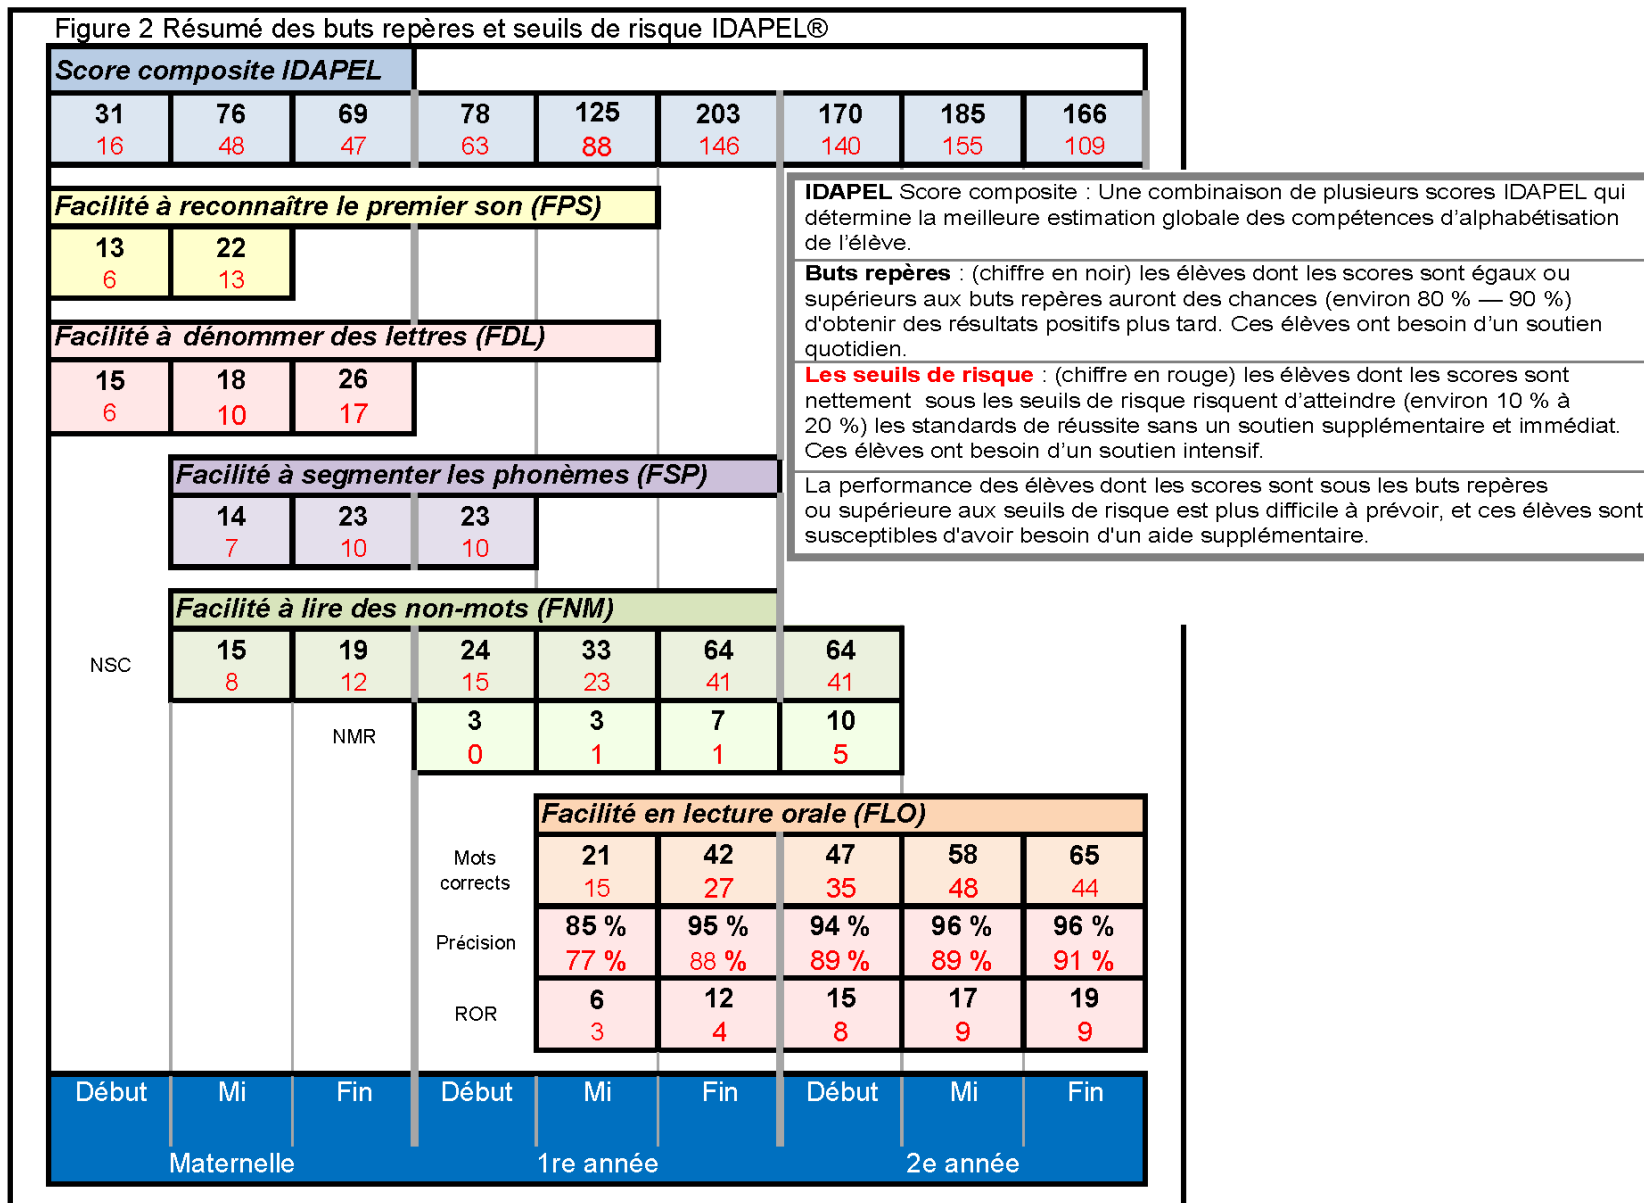 Figure 2 Résumé des buts repères et seuils de risque IDAPEL®
Score composite IDAPEL
31 76 69 78 125 203 170 185 166
16 48 47 63 88 146 140 155 109
IDAPEL Score composite : Une combinaison de plusieurs scores IDAPEL qui
détermine la meilleure estimation globale des compétences d’alphabétisation
de l’élève.
Buts repères : (chiffre en noir) les élèves dont les scores sont égaux ou
supérieurs aux buts repères auront des chances (environ 80 % — 90 %)
d'obtenir des résultats positifs plus tard. Ces élèves ont besoin d’un soutien
quotidien.
Les seuils de risque : (chiffre en rouge) les élèves dont les scores sont
nettement sous les seuils de risque risquent d’atteindre (environ 10 % à
20 %) les standards de réussite sans un soutien supplémentaire et immédiat.
Ces élèves ont besoin d’un soutien intensif.
La performance des élèves dont les scores sont sous les buts repères
ou supérieure aux seuils de risque est plus difficile à prévoir, et ces élèves sont
susceptibles d'avoir besoin d'un aide supplémentaire.
Facilité à reconnaître le premier son (FPS)
13 22
6 13
Facilité à dénommer des lettres (FDL)
15 18 26
6 10 17
Facilité à segmenter les phonèmes (FSP)
14 23 23
7 10 10
Facilité à lire des non-mots (FNM)
NSC
15 19 24 33 64 64
8 12 15 23 41 41
NMR
3 3 7 10
0 1 1 5
Facilité en lecture orale (FLO)
Mots
corrects
21 42 47 58 65
15 27 35 48 44
Précision
85 % 95 % 94 % 96 % 96 %
77 % 88 % 89 % 89 % 91 %
ROR
6 12 15 17 19
3 4 8 9 9
Début Mi Fin Début Mi Fin Début Mi Fin
Maternelle 1re année 2e année